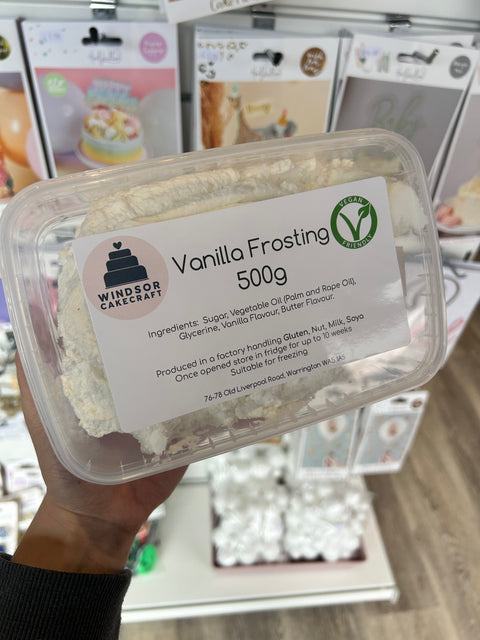 WINDSOR
CAKECRAFT
Vanilla Frosting
500g
VEGAN
FRIENDLY
Ingredients: Sugar, Vegetable Oil (Palm and Rape Oil),
Glycerine, Vanilla Flavour, Butter Flavour.
Produced in a factory handling Gluten, Nut, Milk, Soya
Once opened store in fridge for up to 10 weeks
Suitable for freezing
76-78 Old Liverpool Road, Warrington WA5 1AS